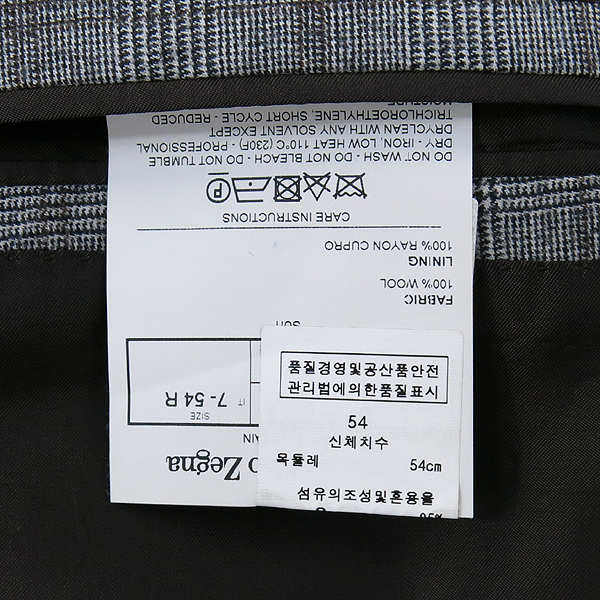 품질경영및공산품안전
관리법에의한품질표시
54
신체치수
목둘레 54cm
섬유의조성및혼용율
95%
o Zegna
AIN
SIZE
IT 7-54 R
SUIT
FABRIC
100% WOOL
LINING
100% RAYON CUPRO
CARE INSTRUCTIONS
P
DO NOT WASH - DO NOT BLEACH - DO NOT TUMBLE
DRY - IRON, LOW HEAT 110°C (230F) - PROFESSIONAL
DRYCLEAN WITH ANY SOLVENT EXCEPT
TRICHLOROETHYLENE, SHORT CYCLE - REDUCED
MOISTURE